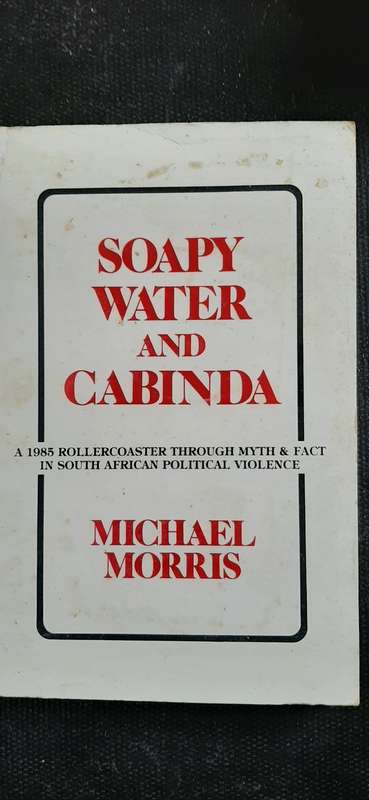 SOAPY
WATER
AND
CABINDA
A 1985 ROLLERCOASTER THROUGH MYTH & FACT
IN SOUTH AFRICAN POLITICAL VIOLENCE
MICHAEL
MORRIS